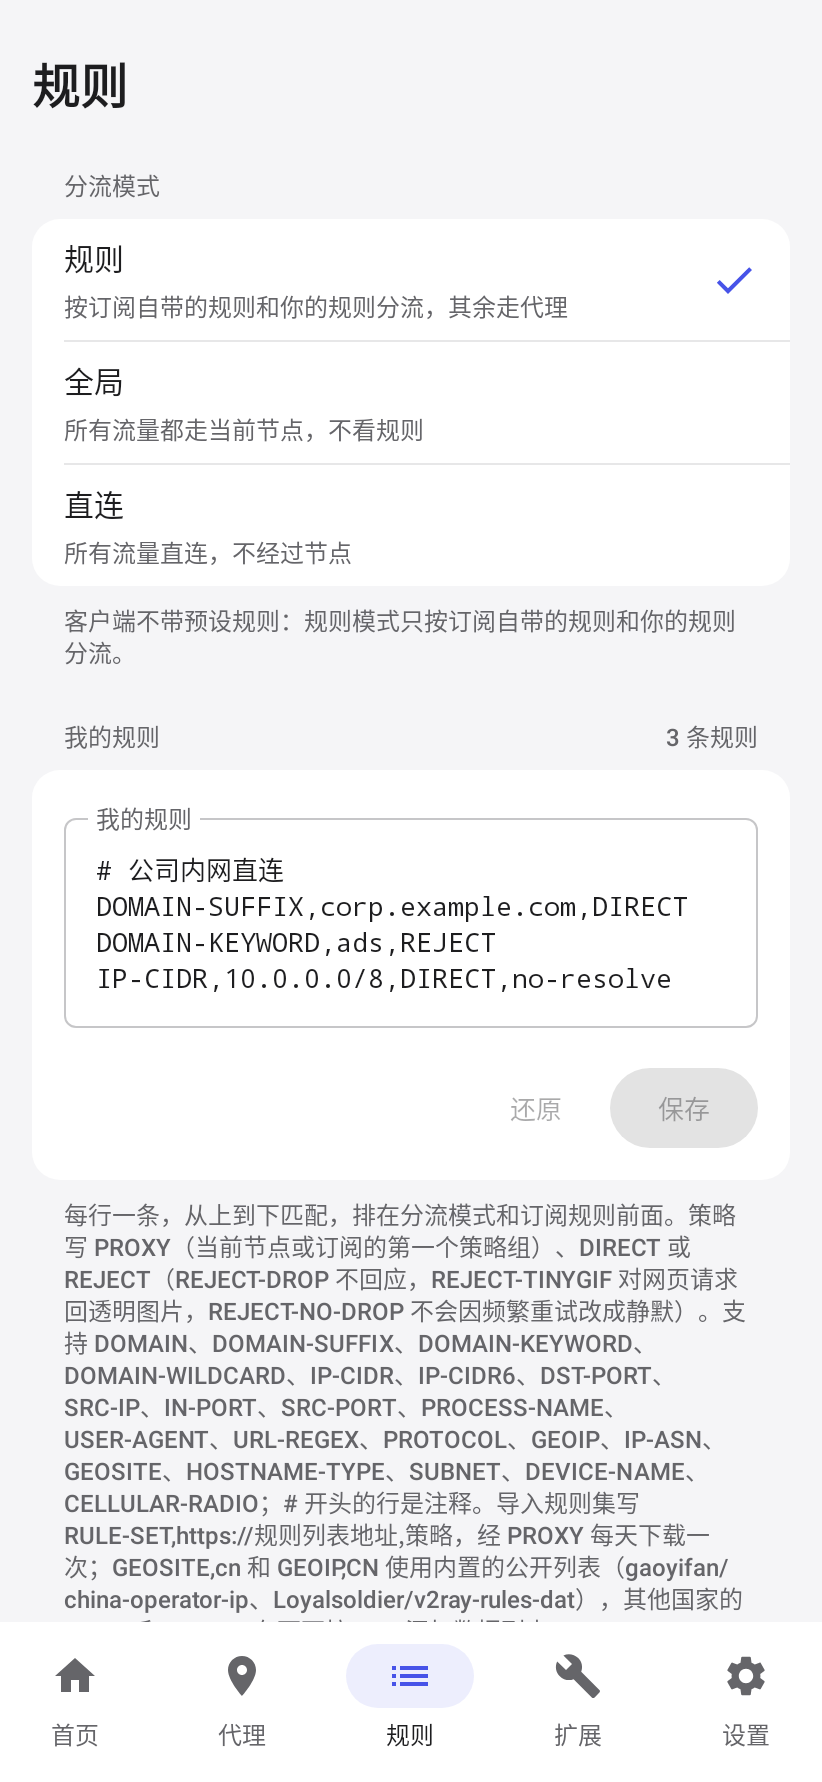 规则
分流模式
规则
按订阅自带的规则和你的规则分流，其余走代理
全局
所有流量都走当前节点，不看规则
直连
所有流量直连，不经过节点
客户端不带预设规则：规则模式只按订阅自带的规则和你的规则
分流。
我的规则
3 条规则
我的规则
# 公司内网直连
DOMAIN-SUFFIX,corp.example.com,DIRECT
DOMAIN-KEYWORD,ads,REJECT
IP-CIDR,10.0.0.0/8,DIRECT,no-resolve
还原
保存
每行一条，从上到下匹配，排在分流模式和订阅规则前面。策略
写 PROXY（当前节点或订阅的第一个策略组）、DIRECT 或
REJECT（REJECT-DROP 不回应，REJECT-TINYGIF 对网页请求
回透明图片，REJECT-NO-DROP 不会因频繁重试改成静默）。支
持 DOMAIN、DOMAIN-SUFFIX、DOMAIN-KEYWORD、
DOMAIN-WILDCARD、IP-CIDR、IP-CIDR6、DST-PORT、
SRC-IP、IN-PORT、SRC-PORT、PROCESS-NAME、
USER-AGENT、URL-REGEX、PROTOCOL、GEOIP、IP-ASN、
GEOSITE、HOSTNAME-TYPE、SUBNET、DEVICE-NAME、
CELLULAR-RADIO；# 开头的行是注释。导入规则集写
RULE-SET,https://规则列表地址,策略，经 PROXY 每天下载一
次；GEOSITE,cn 和 GEOIP,CN 使用内置的公开列表（gaoyifan/
china-operator-ip、Loyalsoldier/v2ray-rules-dat），其他国家的
首页
代理
规则
扩展
设置